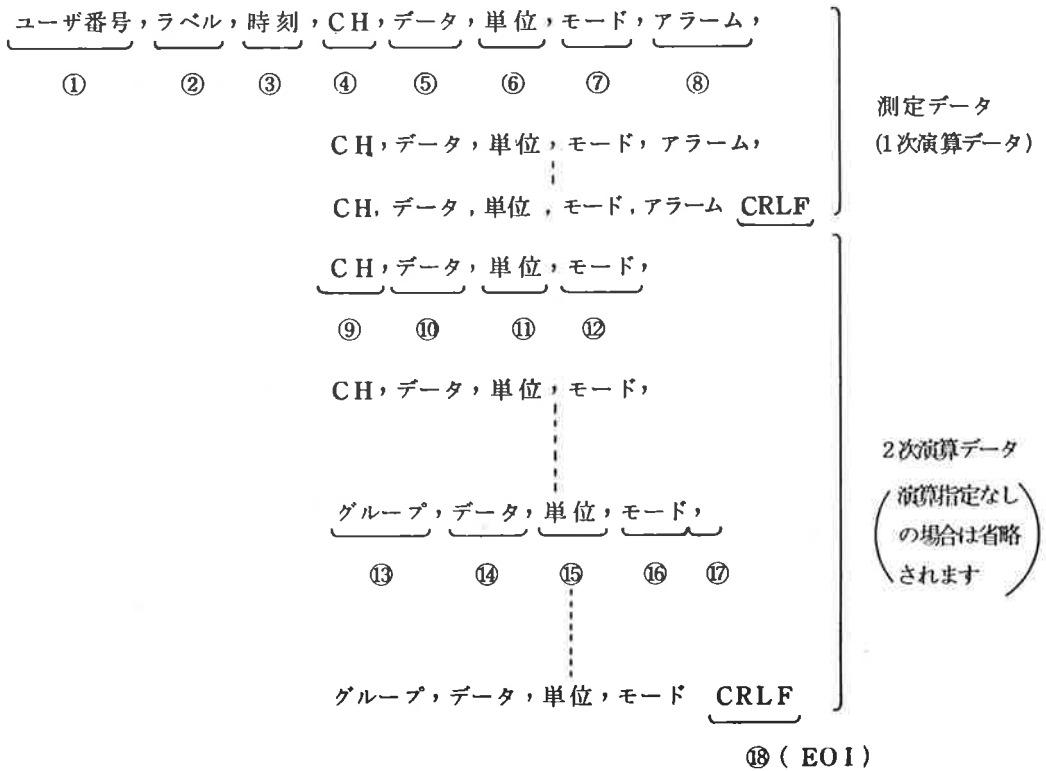 ユーザ番号,ラベル,時刻,CH,データ,単位,モード,アラーム,
① ② ③ ④ ⑤ ⑥ ⑦ ⑧
CH,データ,単位,モード,アラーム,
CH,データ,単位,モード,アラーム CRLF
測定データ
(1次演算データ)
CH,データ,単位,モード,
⑨ ⑩ ⑪ ⑫
CH,データ,単位,モード,
グループ,データ,単位,モード,
⑬ ⑭ ⑮ ⑯ ⑰
グループ,データ,単位,モード CRLF
⑱(EOI)
2次演算データ
(演算指定なし
の場合は省略
されます)